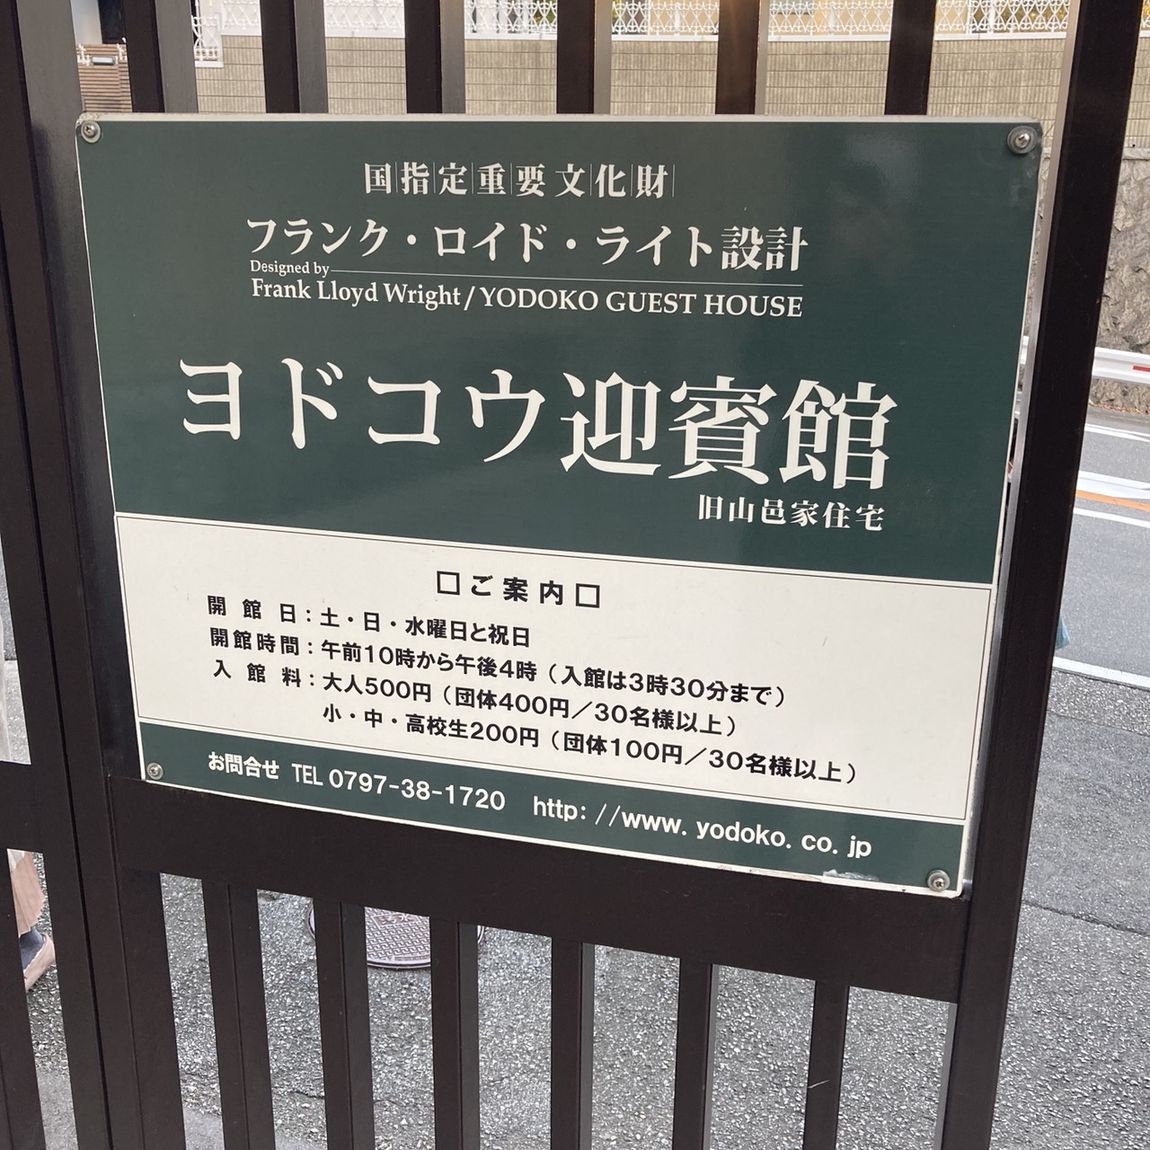 国指定重要文化財
フランク・ロイド・ライト設計
Designed by
Frank Lloyd Wright / YODOKO GUEST HOUSE
ヨドコウ迎賓館
旧山邑家住宅
□ご案内□
開館日：土・日・水曜日と祝日
開館時間：午前10時から午後4時（入館は3時30分まで）
入館料：大人500円（団体400円／30名様以上）
小・中・高校生200円（団体100円／30名様以上）
お問合せ TEL 0797-38-1720 http://www.yodoko.co.jp